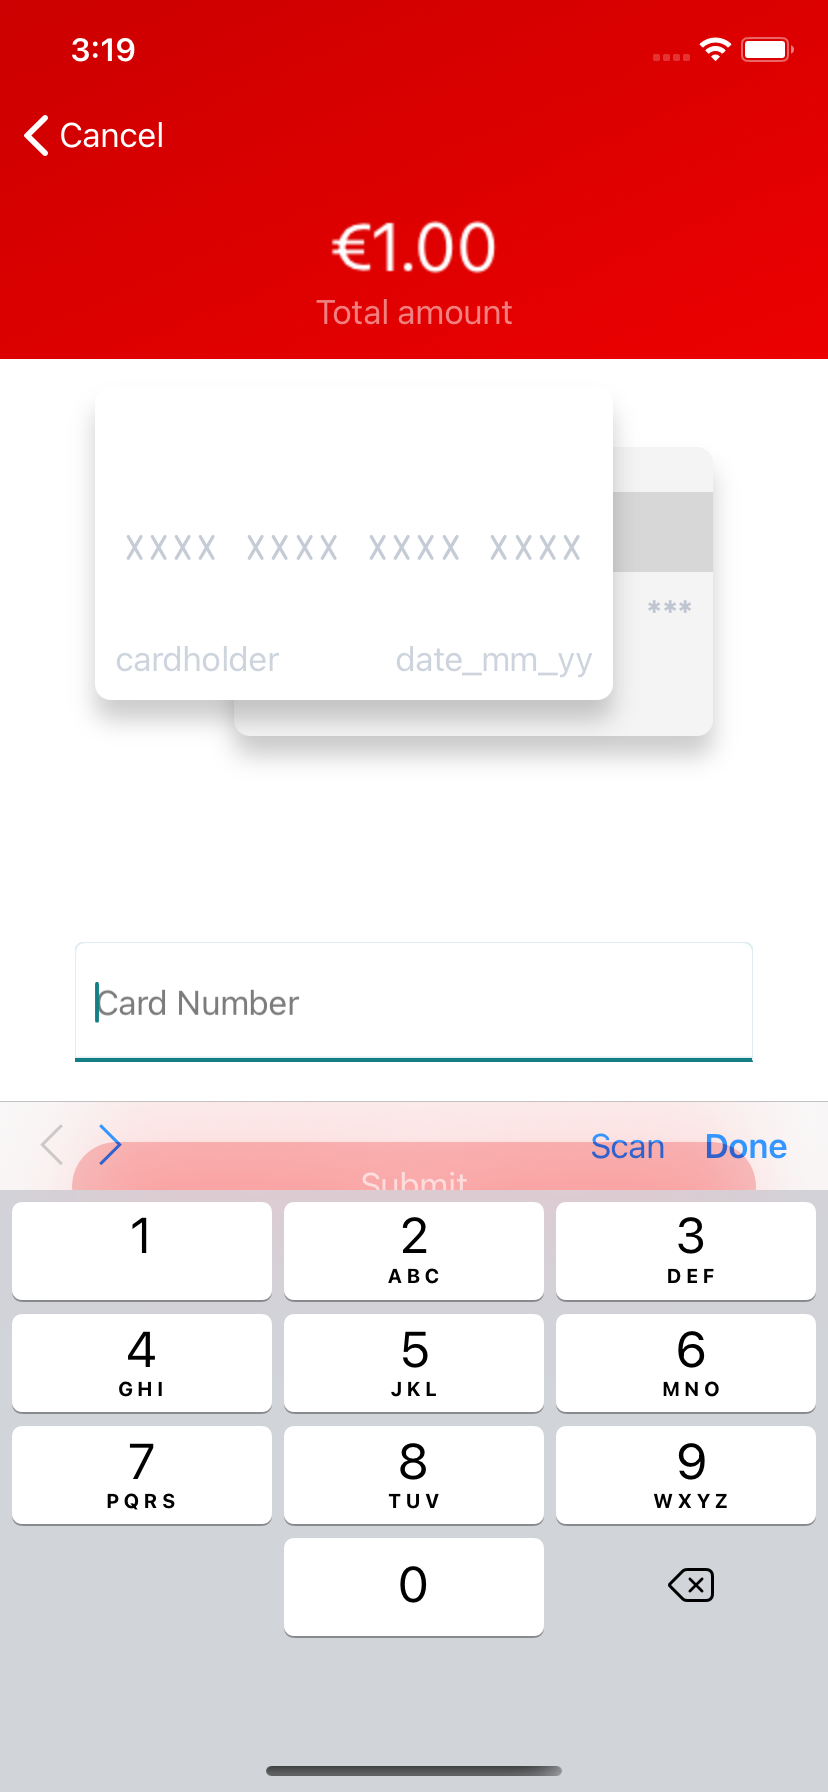 3:19
Cancel
€1.00
Total amount
XXXX XXXX XXXX XXXX
***
cardholder date_mm_yy
Card Number
Scan Done
Submit
1 2 3
ABC DEF
4 5 6
GHI JKL MNO
7 8 9
PQRS TUV WXYZ
0